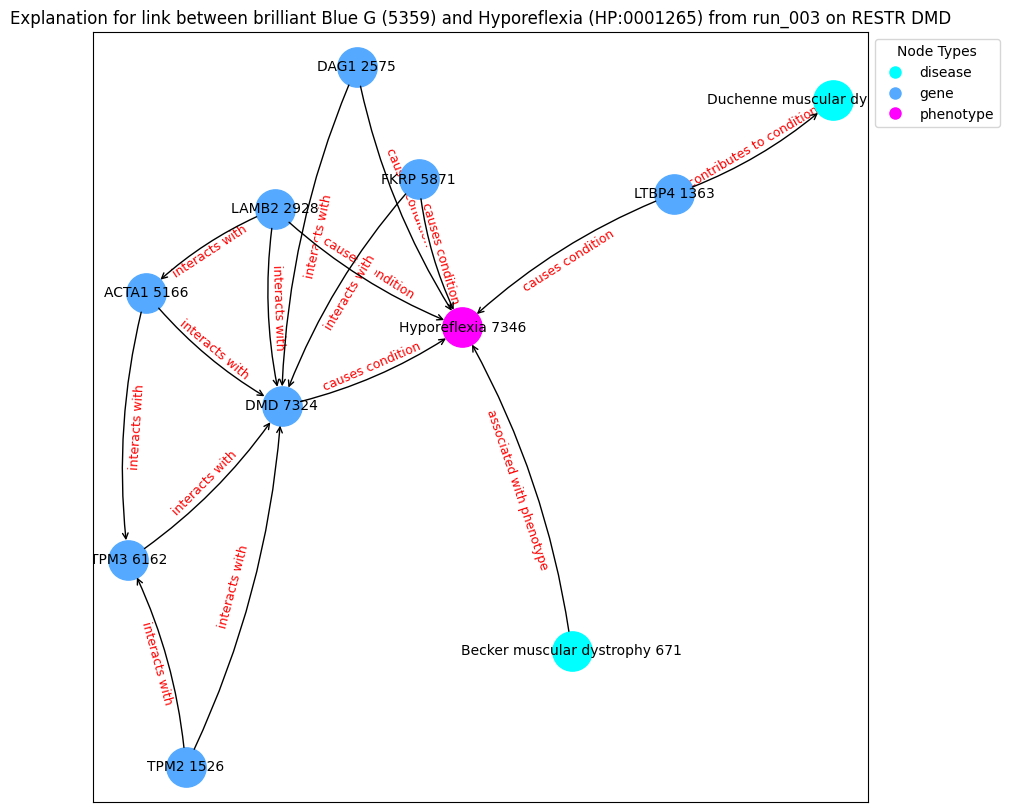 Explanation for link between brilliant Blue G (5359) and Hyporeflexia (HP:0001265) from run_003 on RESTR DMD
Node Types
disease
gene
phenotype
DAG1 2575
Duchenne muscular dy
contributes to condition
FKRP 5871
LTBP4 1363
LAMB2 2928
causes condition
interacts with
interacts with
causes condition
causes condition
causes condition
interacts with
ACTA1 5166
interacts with
interacts with
Hyporeflexia 7346
interacts with
causes condition
DMD 7324
interacts with
interacts with
associated with phenotype
TPM3 6162
interacts with
interacts with
Becker muscular dystrophy 671
TPM2 1526